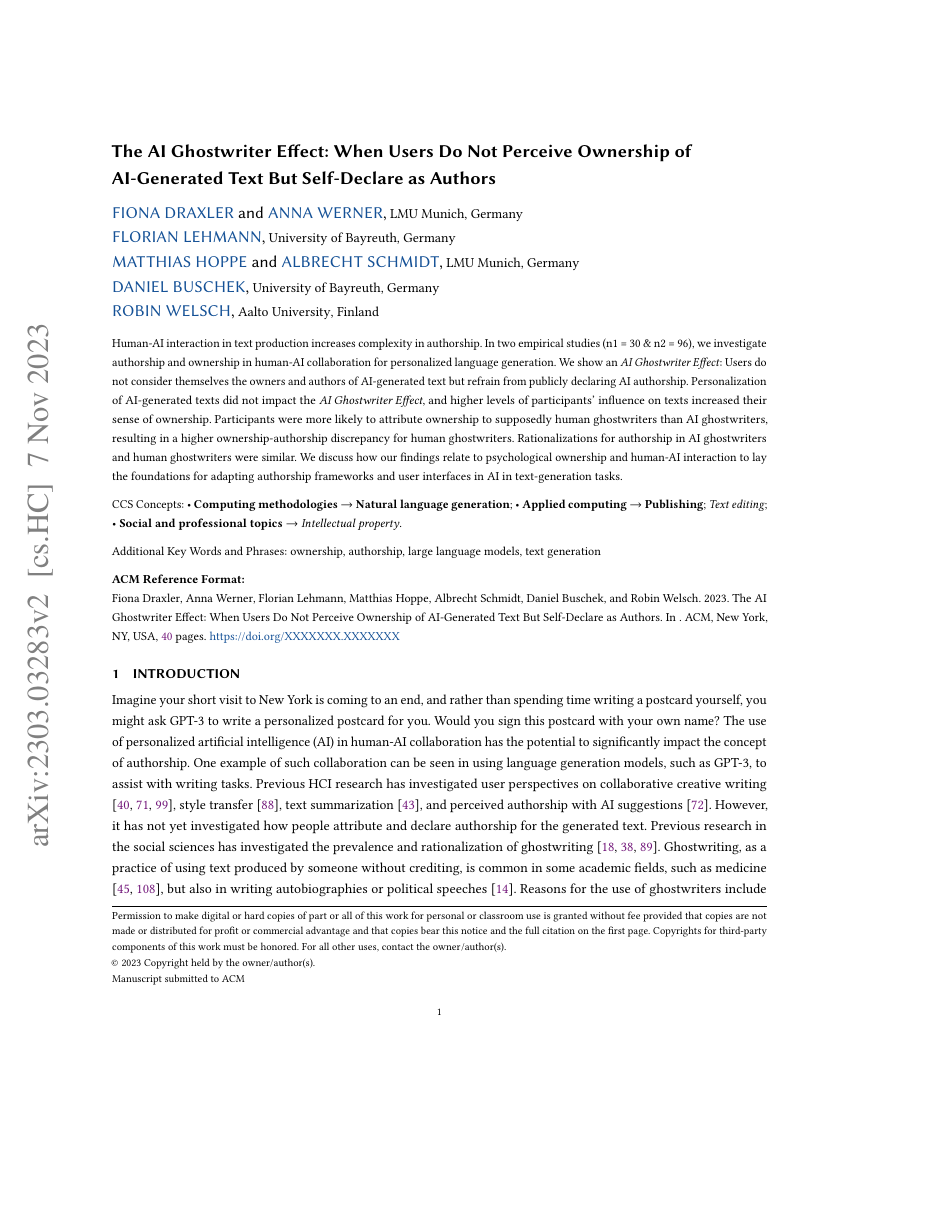 The AI Ghostwriter Effect: When Users Do Not Perceive Ownership of
AI-Generated Text But Self-Declare as Authors
FIONA DRAXLER and ANNA WERNER, LMU Munich, Germany
FLORIAN LEHMANN, University of Bayreuth, Germany
MATTHIAS HOPPE and ALBRECHT SCHMIDT, LMU Munich, Germany
DANIEL BUSCHEK, University of Bayreuth, Germany
ROBIN WELSCH, Aalto University, Finland
Human-AI interaction in text production increases complexity in authorship. In two empirical studies (n1 = 30 & n2 = 96), we investigate
authorship and ownership in human-AI collaboration for personalized language generation. We show an AI Ghostwriter Effect: Users do
not consider themselves the owners and authors of AI-generated text but refrain from publicly declaring AI authorship. Personalization
of AI-generated texts did not impact the AI Ghostwriter Effect, and higher levels of participants' influence on texts increased their
sense of ownership. Participants were more likely to attribute ownership to supposedly human ghostwriters than AI ghostwriters,
resulting in a higher ownership-authorship discrepancy for human ghostwriters. Rationalizations for authorship in AI ghostwriters
and human ghostwriters were similar. We discuss how our findings relate to psychological ownership and human-AI interaction to lay
the foundations for adapting authorship frameworks and user interfaces in AI in text-generation tasks.
CCS Concepts: • Computing methodologies → Natural language generation; • Applied computing → Publishing; Text editing;
• Social and professional topics → Intellectual property.
Additional Key Words and Phrases: ownership, authorship, large language models, text generation
ACM Reference Format:
Fiona Draxler, Anna Werner, Florian Lehmann, Matthias Hoppe, Albrecht Schmidt, Daniel Buschek, and Robin Welsch. 2023. The AI
Ghostwriter Effect: When Users Do Not Perceive Ownership of AI-Generated Text But Self-Declare as Authors. In . ACM, New York,
NY, USA, 40 pages. https://doi.org/XXXXXXX.XXXXXXX
1 INTRODUCTION
Imagine your short visit to New York is coming to an end, and rather than spending time writing a postcard yourself, you
might ask GPT-3 to write a personalized postcard for you. Would you sign this postcard with your own name? The use
of personalized artificial intelligence (AI) in human-AI collaboration has the potential to significantly impact the concept
of authorship. One example of such collaboration can be seen in using language generation models, such as GPT-3, to
assist with writing tasks. Previous HCI research has investigated user perspectives on collaborative creative writing
[40, 71, 99], style transfer [88], text summarization [43], and perceived authorship with AI suggestions [72]. However,
it has not yet investigated how people attribute and declare authorship for the generated text. Previous research in
the social sciences has investigated the prevalence and rationalization of ghostwriting [18, 38, 89]. Ghostwriting, as a
practice of using text produced by someone without crediting, is common in some academic fields, such as medicine
[45, 108], but also in writing autobiographies or political speeches [14]. Reasons for the use of ghostwriters include
Permission to make digital or hard copies of part or all of this work for personal or classroom use is granted without fee provided that copies are not
made or distributed for profit or commercial advantage and that copies bear this notice and the full citation on the first page. Copyrights for third-party
components of this work must be honored. For all other uses, contact the owner/author(s).
© 2023 Copyright held by the owner/author(s).
Manuscript submitted to ACM
1
arXiv:2303.03283v2 [cs.HC] 7 Nov 2023